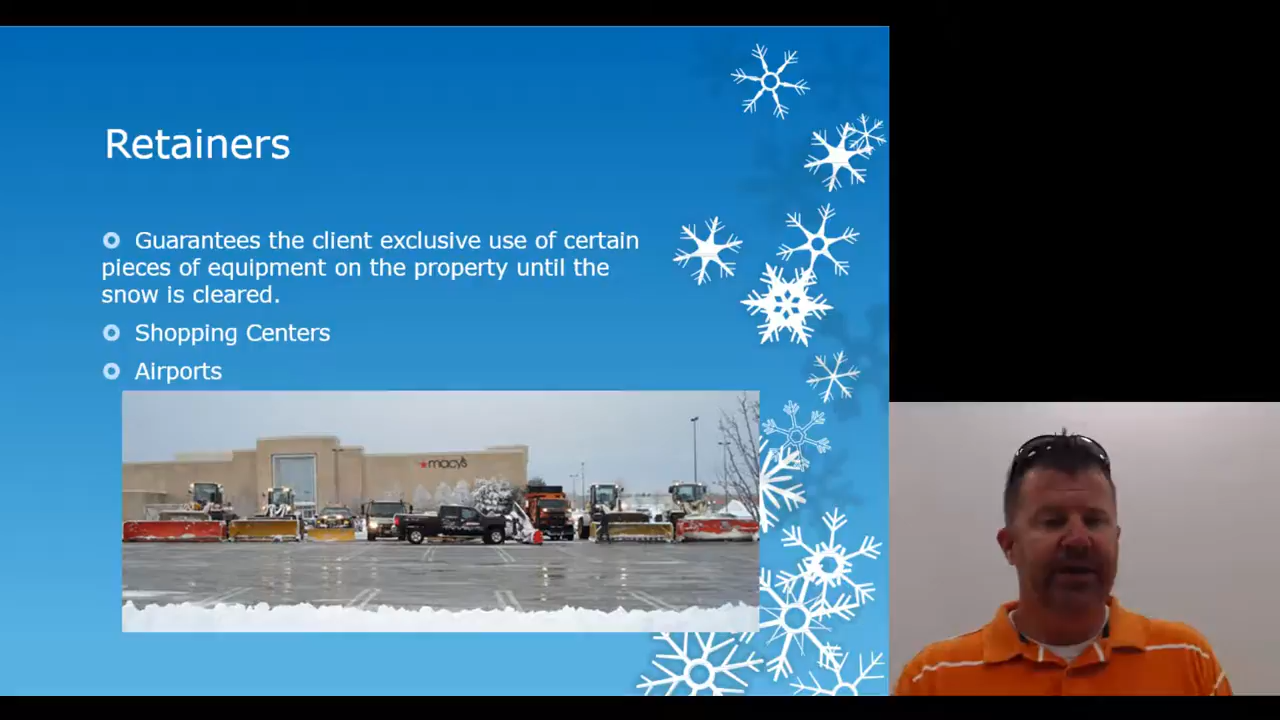 Retainers
Guarantees the client exclusive use of certain
pieces of equipment on the property until the
snow is cleared.
Shopping Centers
Airports
macy's